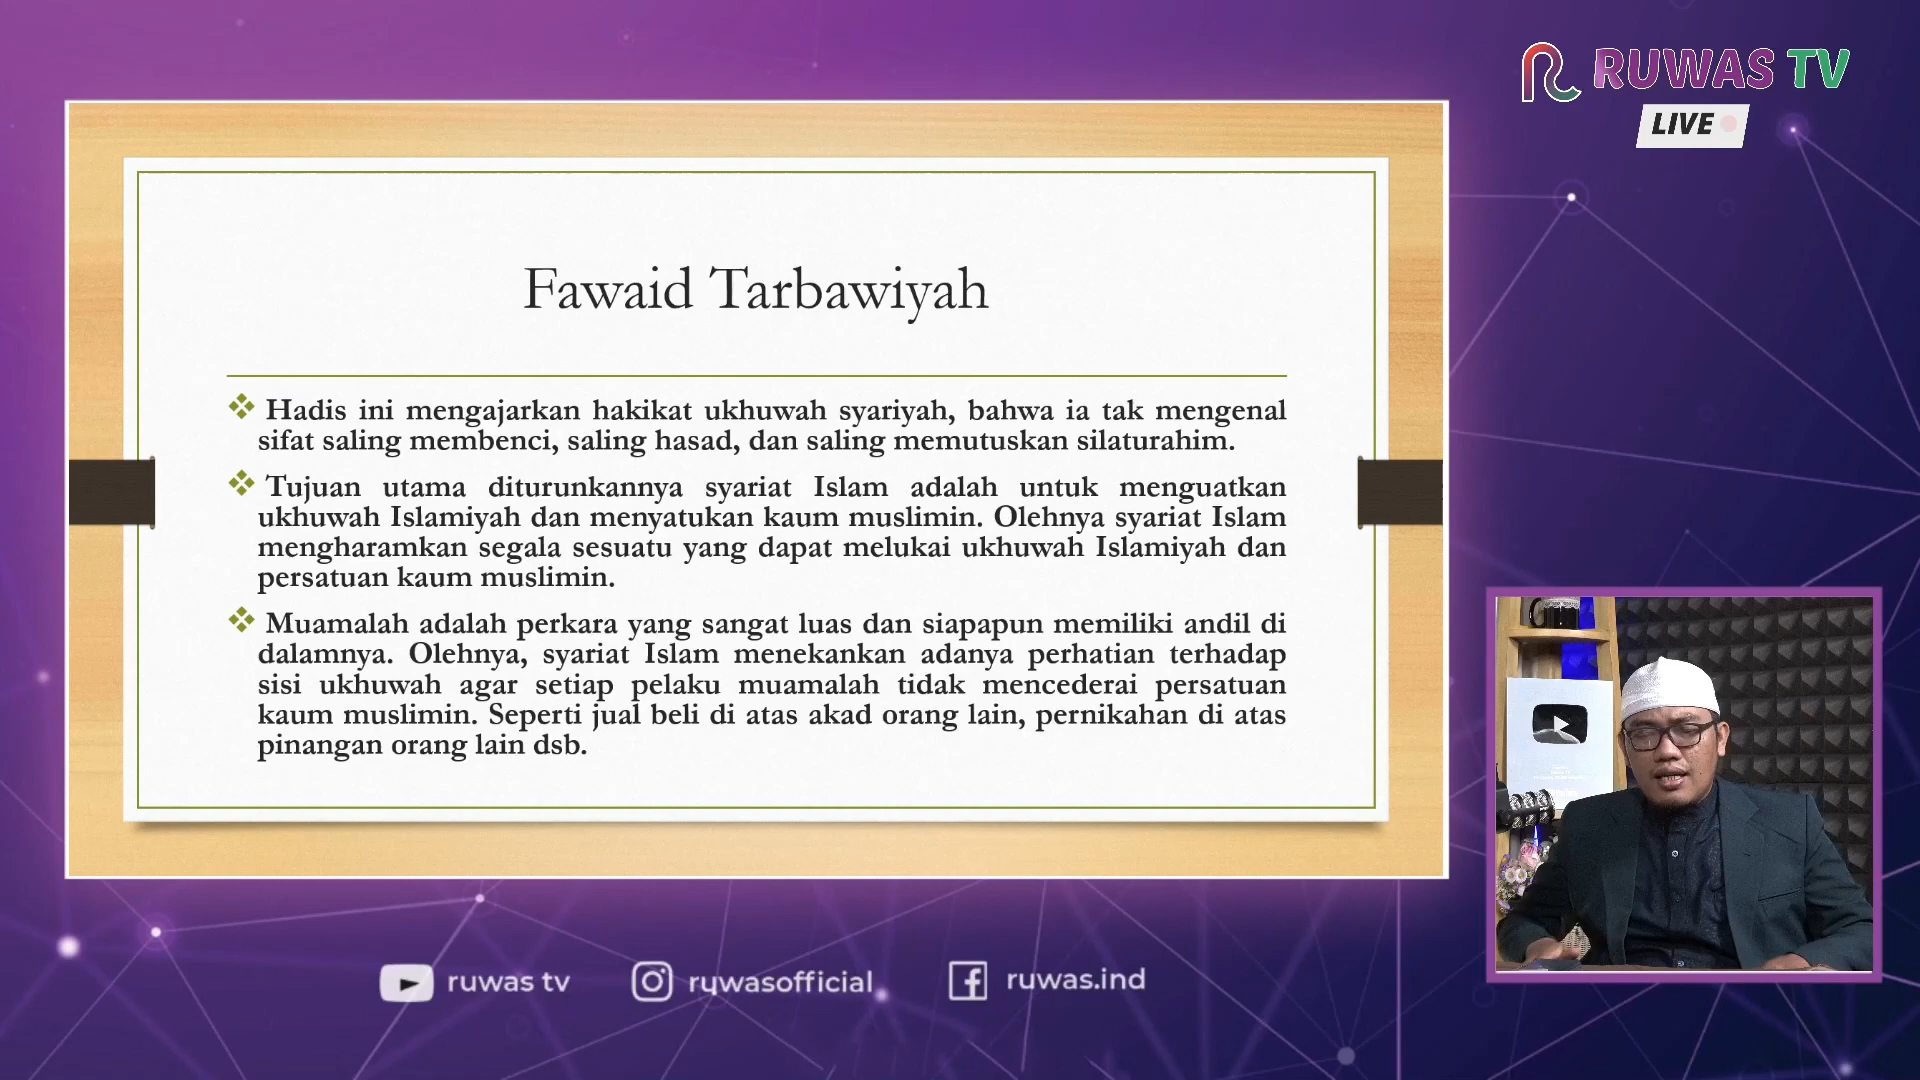 RUWAS TV
LIVE
Fawaid Tarbawiyah
Hadis ini mengajarkan hakikat ukhuwah syariyah, bahwa ia tak mengenal
sifat saling membenci, saling hasad, dan saling memutuskan silaturahim.
Tujuan utama diturunkannya syariat Islam adalah untuk menguatkan
ukhuwah Islamiyah dan menyatukan kaum muslimin. Olehnya syariat Islam
mengharamkan segala sesuatu yang dapat melukai ukhuwah Islamiyah dan
persatuan kaum muslimin.
Muamalah adalah perkara yang sangat luas dan siapapun memiliki andil di
dalamnya. Olehnya, syariat Islam menekankan adanya perhatian terhadap
sisi ukhuwah agar setiap pelaku muamalah tidak mencederai persatuan
kaum muslimin. Seperti jual beli di atas akad orang lain, pernikahan di atas
pinangan orang lain dsb.
ruwas tv
ruwasofficial
ruwas.ind